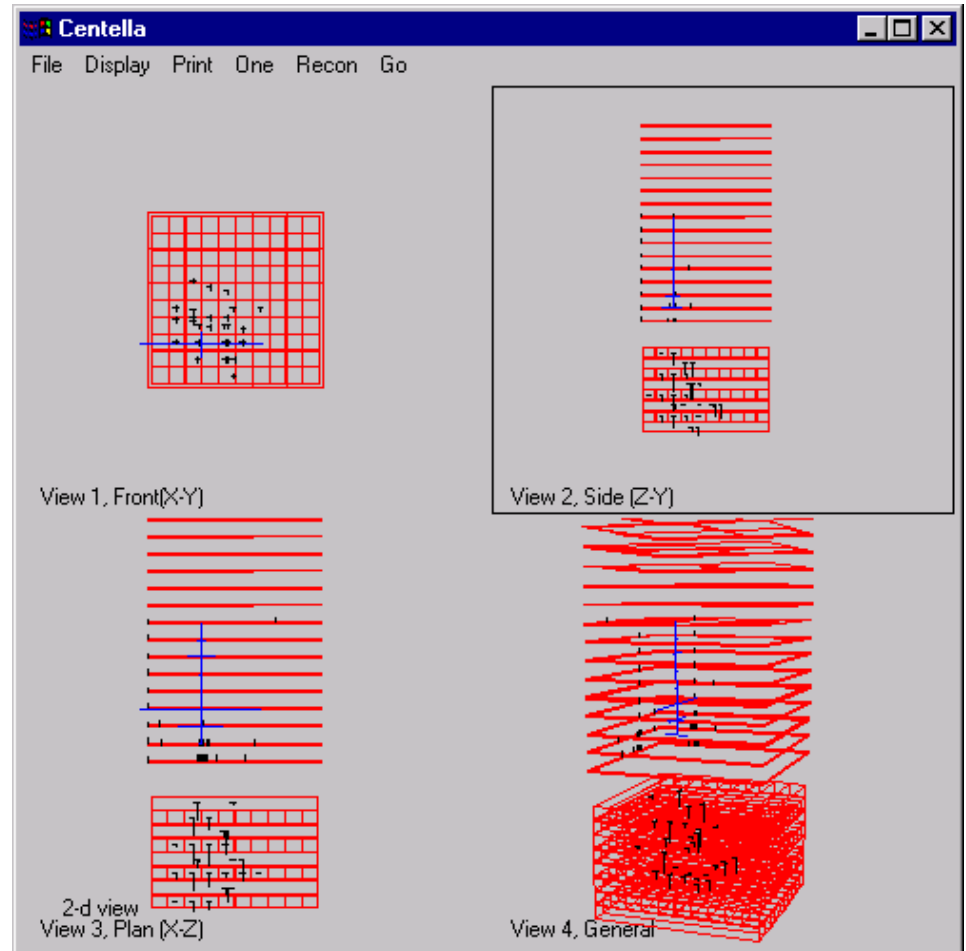 Centella
File Display Print One Recon Go
View 1, Front(X-Y)
View 2, Side (Z-Y)
2-d view
View 3, Plan (X-Z)
View 4, General